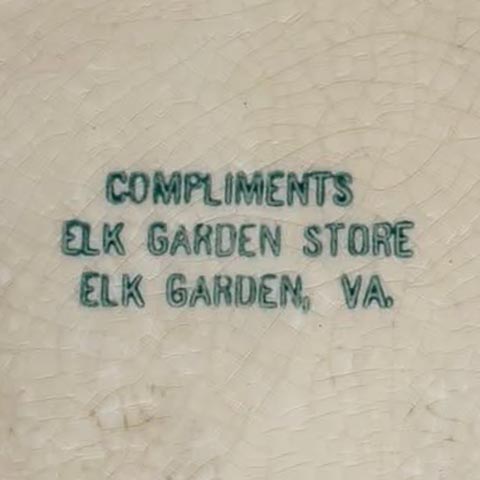 COMPLIMENTS
ELK GARDEN STORE
ELK GARDEN, VA.